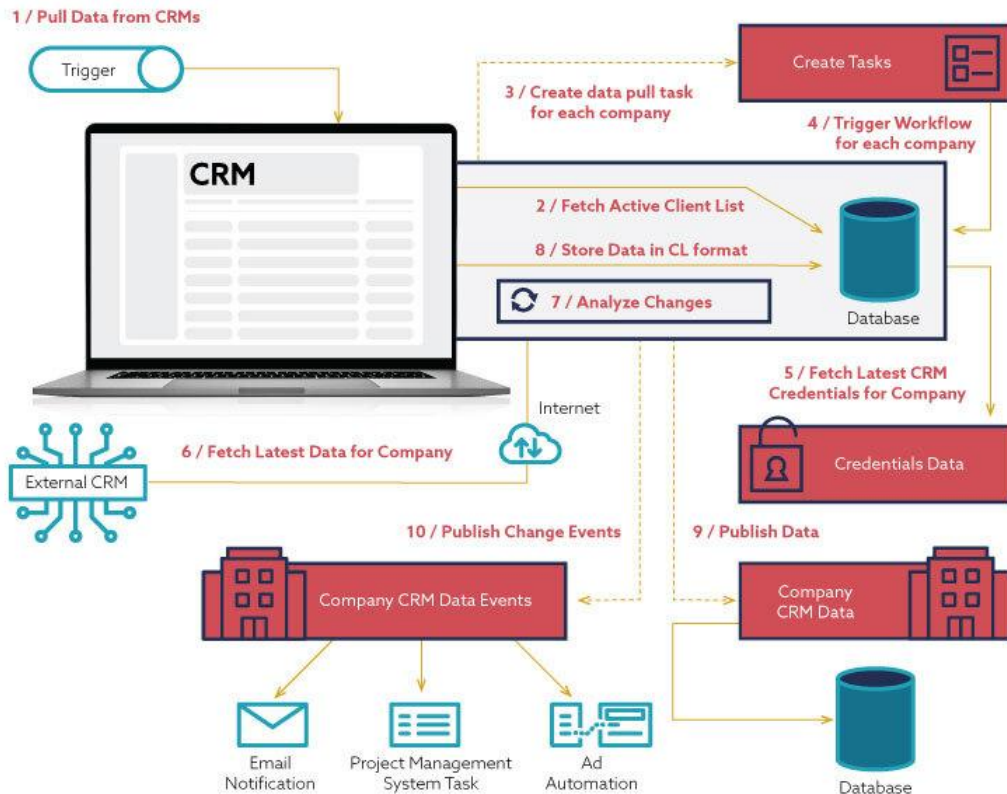 1 / Pull Data from CRMs
Trigger
3 / Create data pull task
for each company
Create Tasks
4 / Trigger Workflow
for each company
CRM
2 / Fetch Active Client List
8 / Store Data in CL format
7 / Analyze Changes
Database
5 / Fetch Latest CRM
Credentials for Company
Internet
6 / Fetch Latest Data for Company
External CRM
Credentials Data
10 / Publish Change Events
9 / Publish Data
Company CRM Data Events
Company
CRM Data
Email
Notification
Project Management
System Task
Ad
Automation
Database